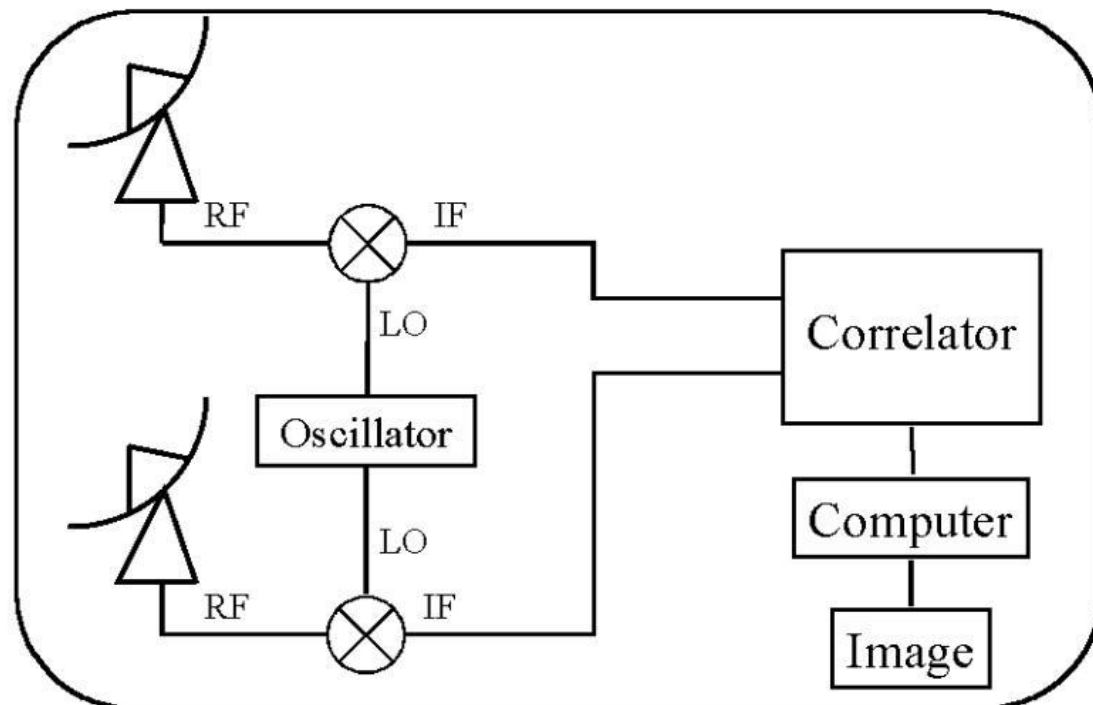 RF
IF
LO
Correlator
Oscillator
Computer
LO
RF
IF
Image